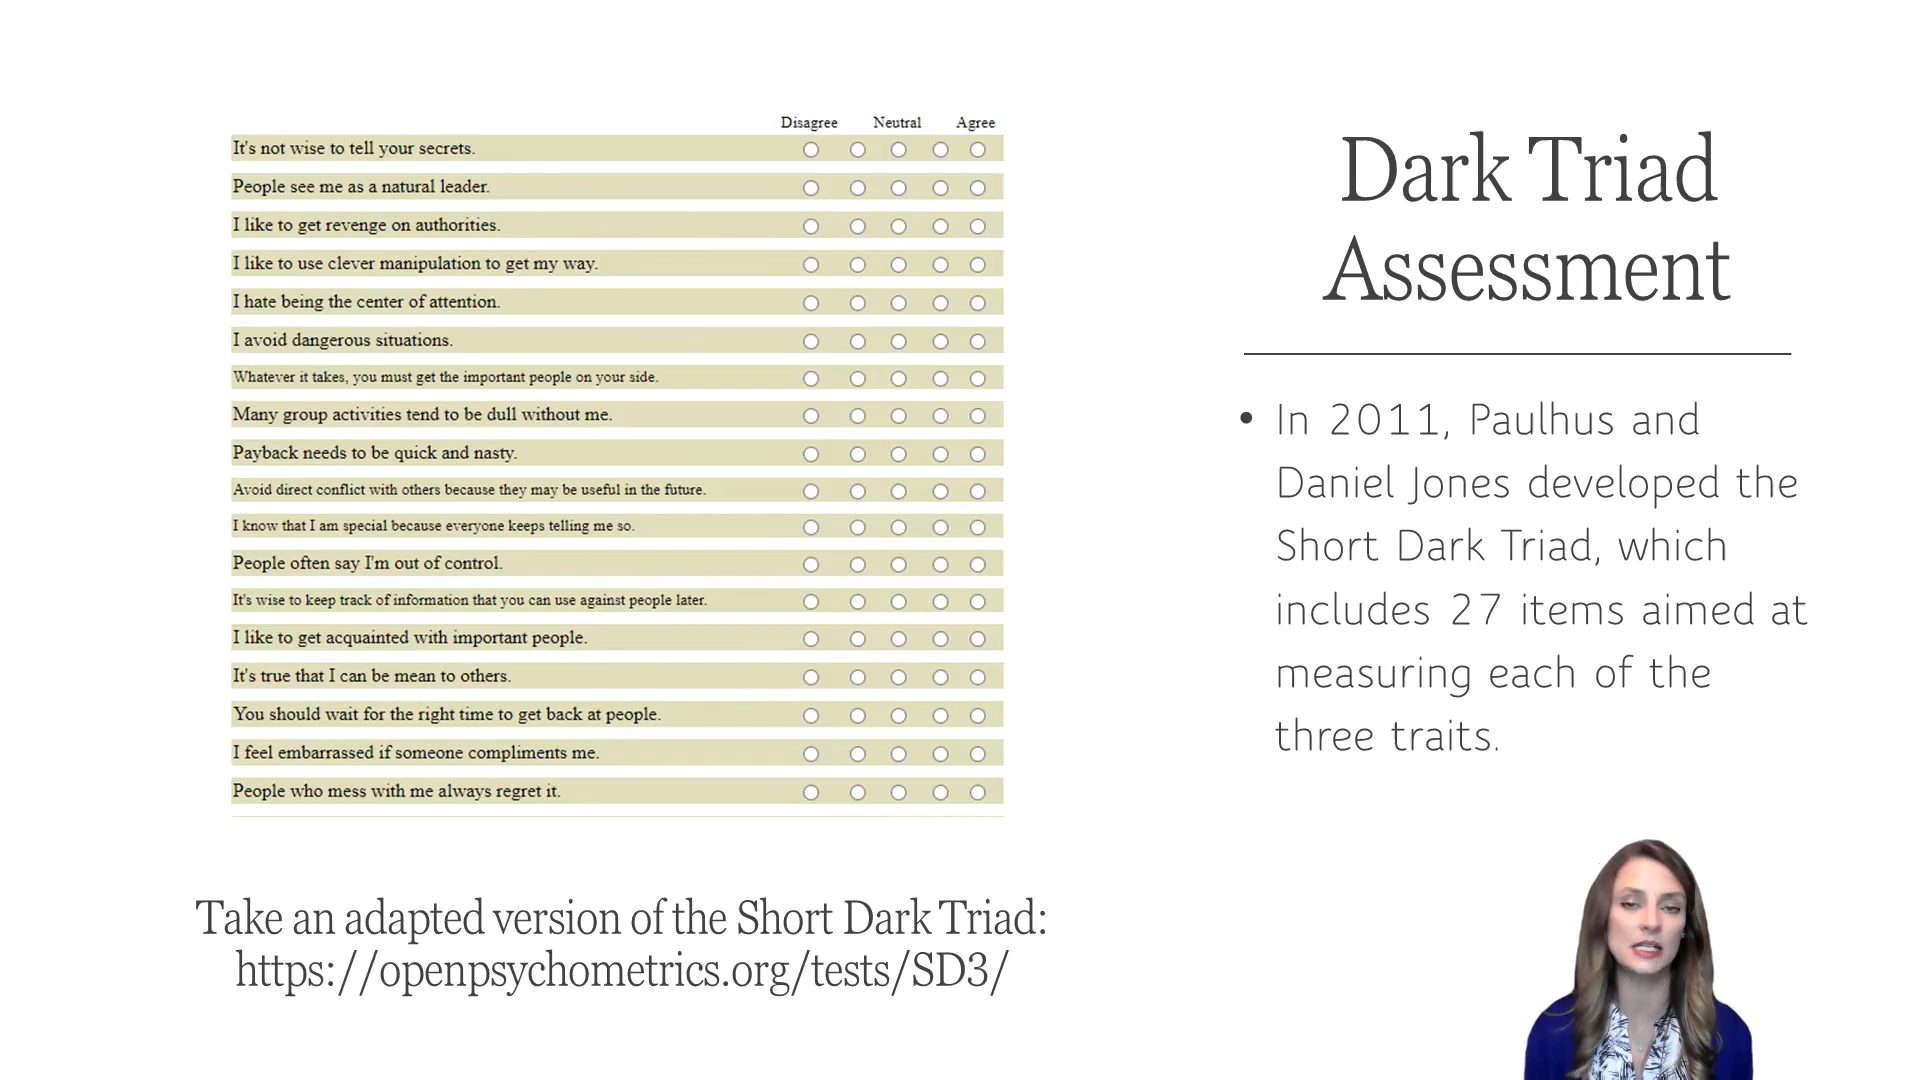 Disagree Neutral Agree
It's not wise to tell your secrets.
People see me as a natural leader.
I like to get revenge on authorities.
I like to use clever manipulation to get my way.
I hate being the center of attention.
I avoid dangerous situations.
Whatever it takes, you must get the important people on your side.
Many group activities tend to be dull without me.
Payback needs to be quick and nasty.
Avoid direct conflict with others because they may be useful in the future.
I know that I am special because everyone keeps telling me so.
People often say I'm out of control.
It's wise to keep track of information that you can use against people later.
I like to get acquainted with important people.
It's true that I can be mean to others.
You should wait for the right time to get back at people.
I feel embarrassed if someone compliments me.
People who mess with me always regret it.
Take an adapted version of the Short Dark Triad:
https://openpsychometrics.org/tests/SD3/
Dark Triad
Assessment
• In 2011, Paulhus and
Daniel Jones developed the
Short Dark Triad, which
includes 27 items aimed at
measuring each of the
three traits.